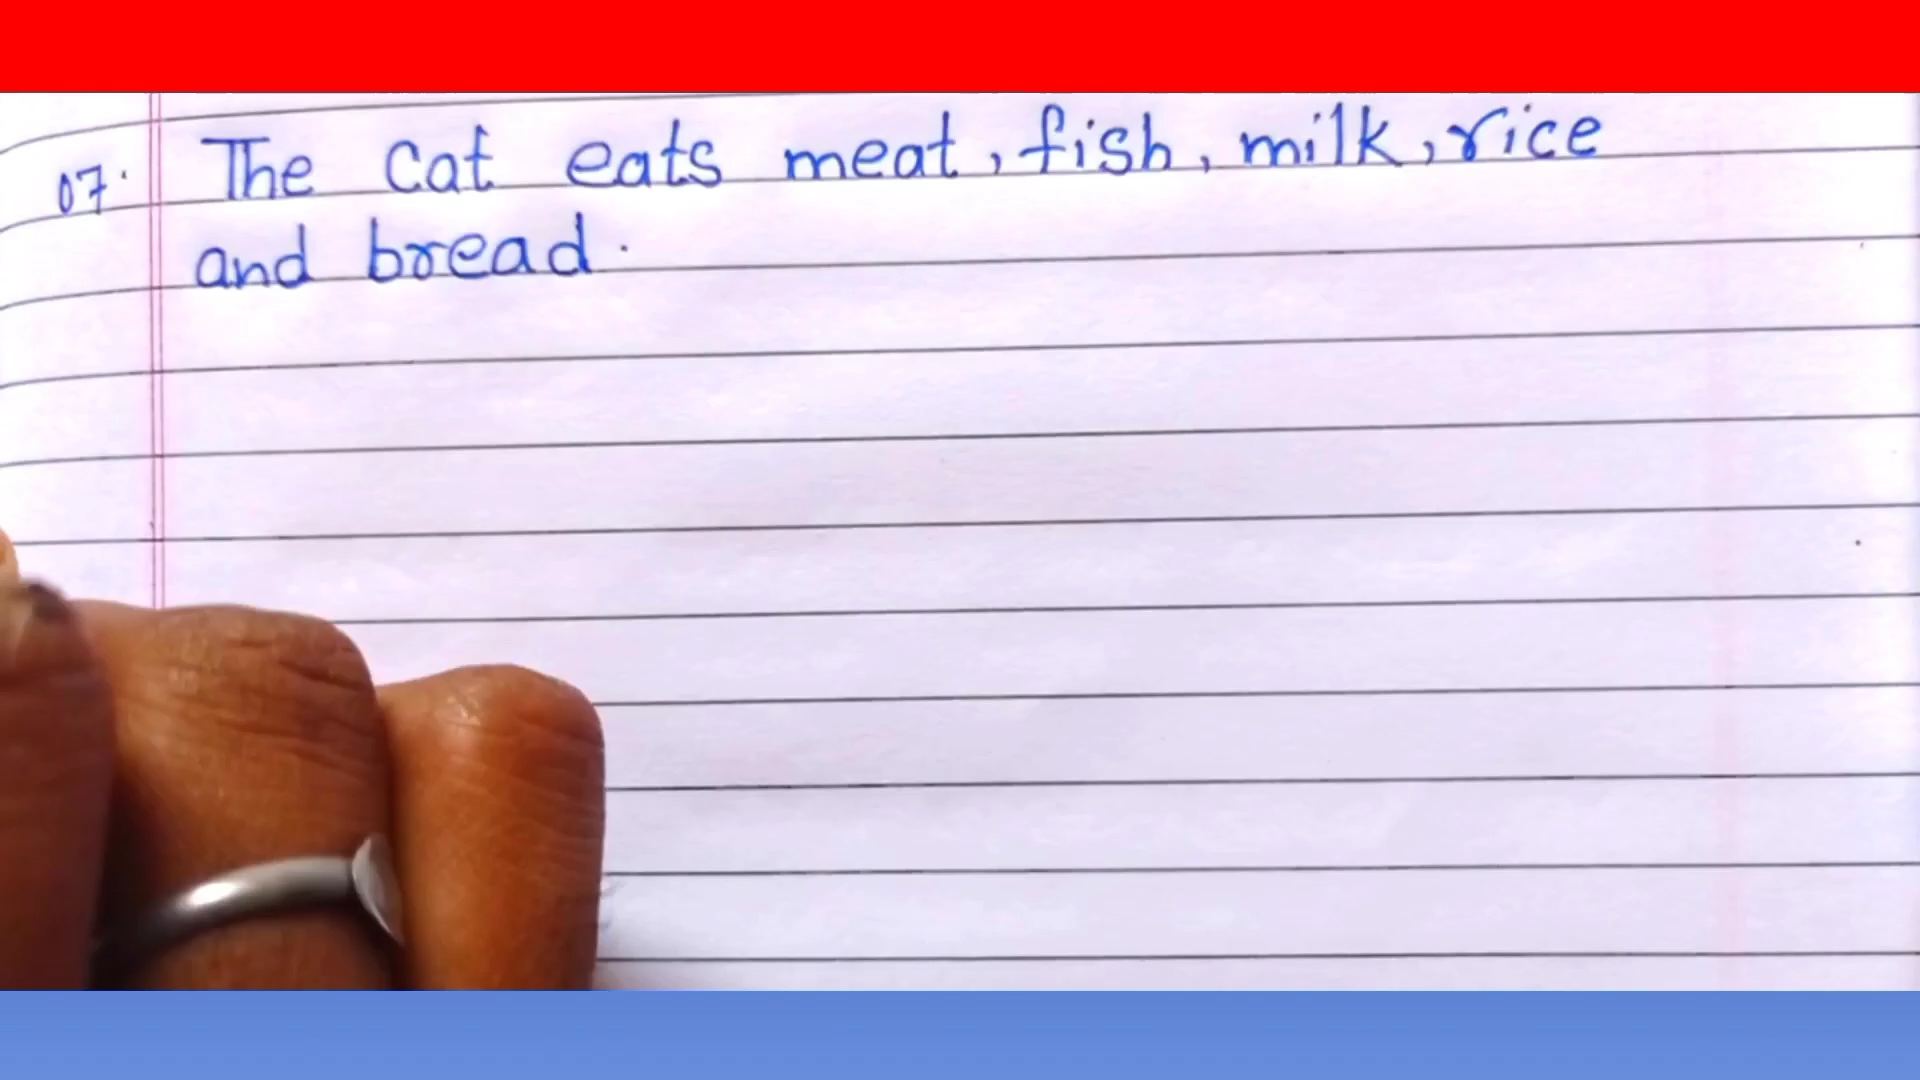 07. The Cat eats meat, fish, milk, rice
and bread.